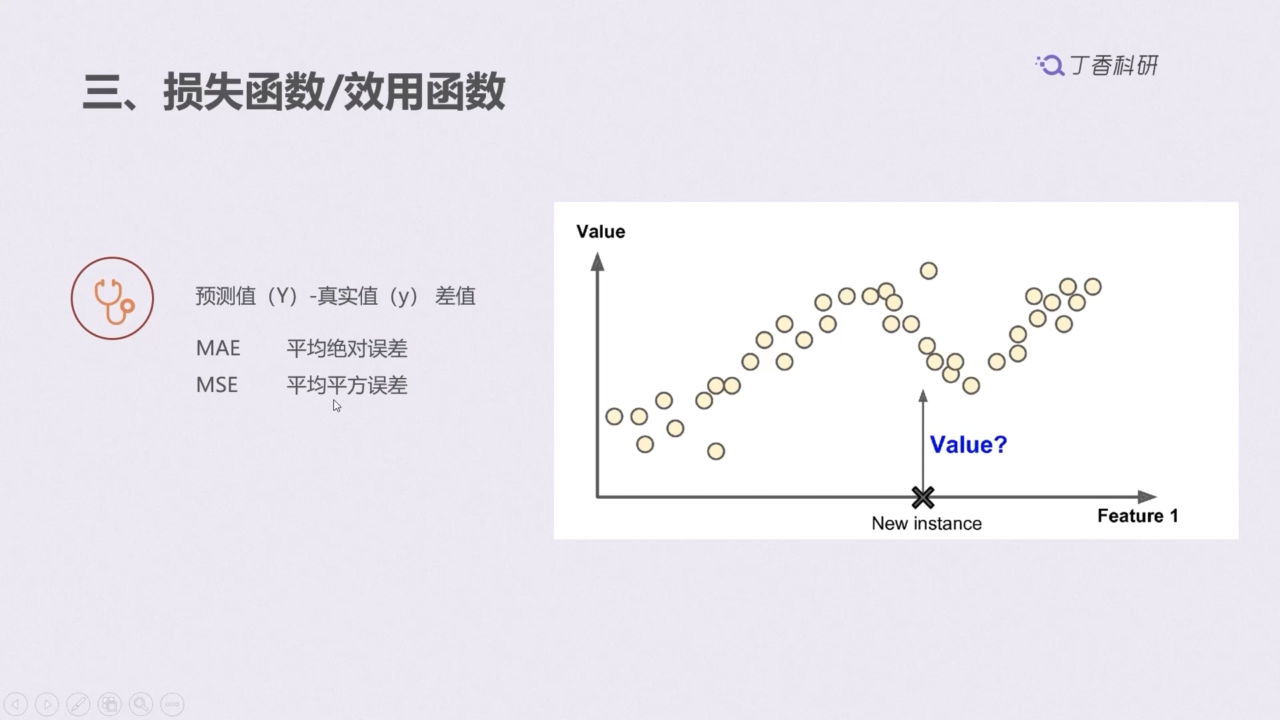 三、损失函数/效用函数
丁香科研
预测值（Y）-真实值（y） 差值
MAE 平均绝对误差
MSE 平均平方误差
Value
Value?
New instance
Feature 1